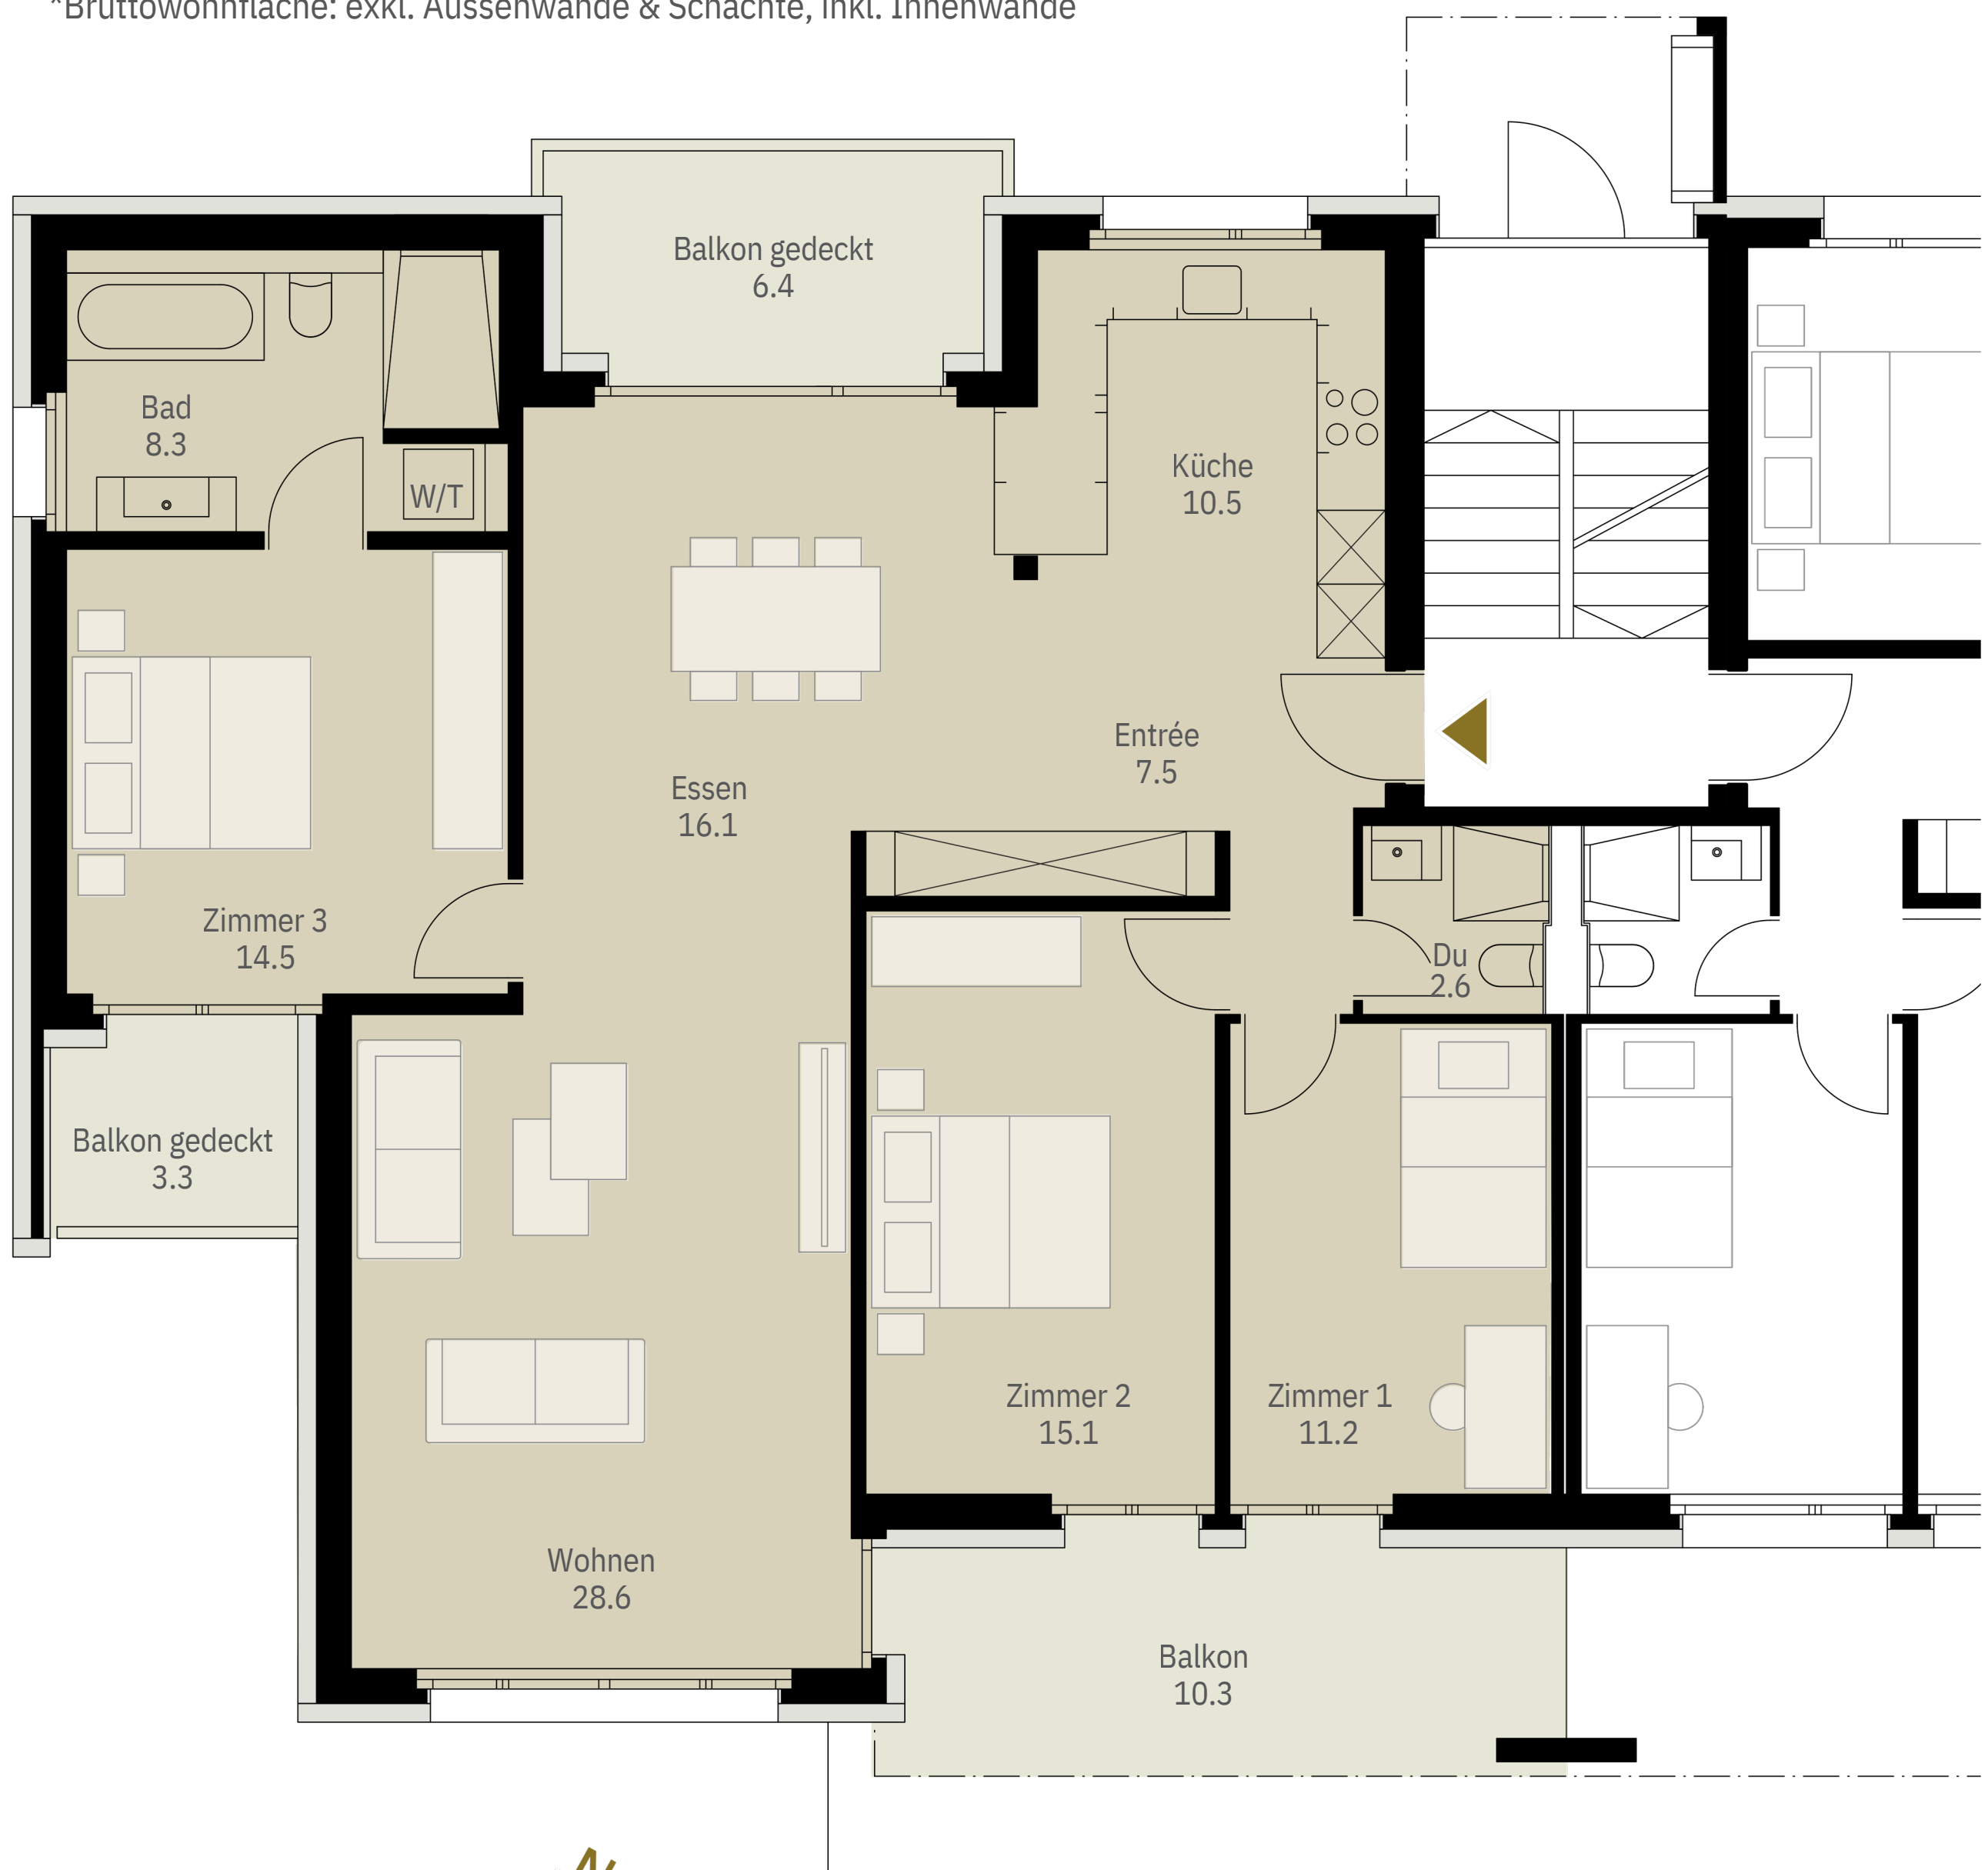 *Bruttowohnfläche: exkl. Aussenwände & Schächte, inkl. Innenwände
Balkon gedeckt
6.4
Bad
8.3
W/T
Küche
10.5
Entrée
7.5
Essen
16.1
Zimmer 3
14.5
Du
2.6
Balkon gedeckt
3.3
Zimmer 2
15.1
Zimmer 1
11.2
Wohnen
28.6
Balkon
10.3
N